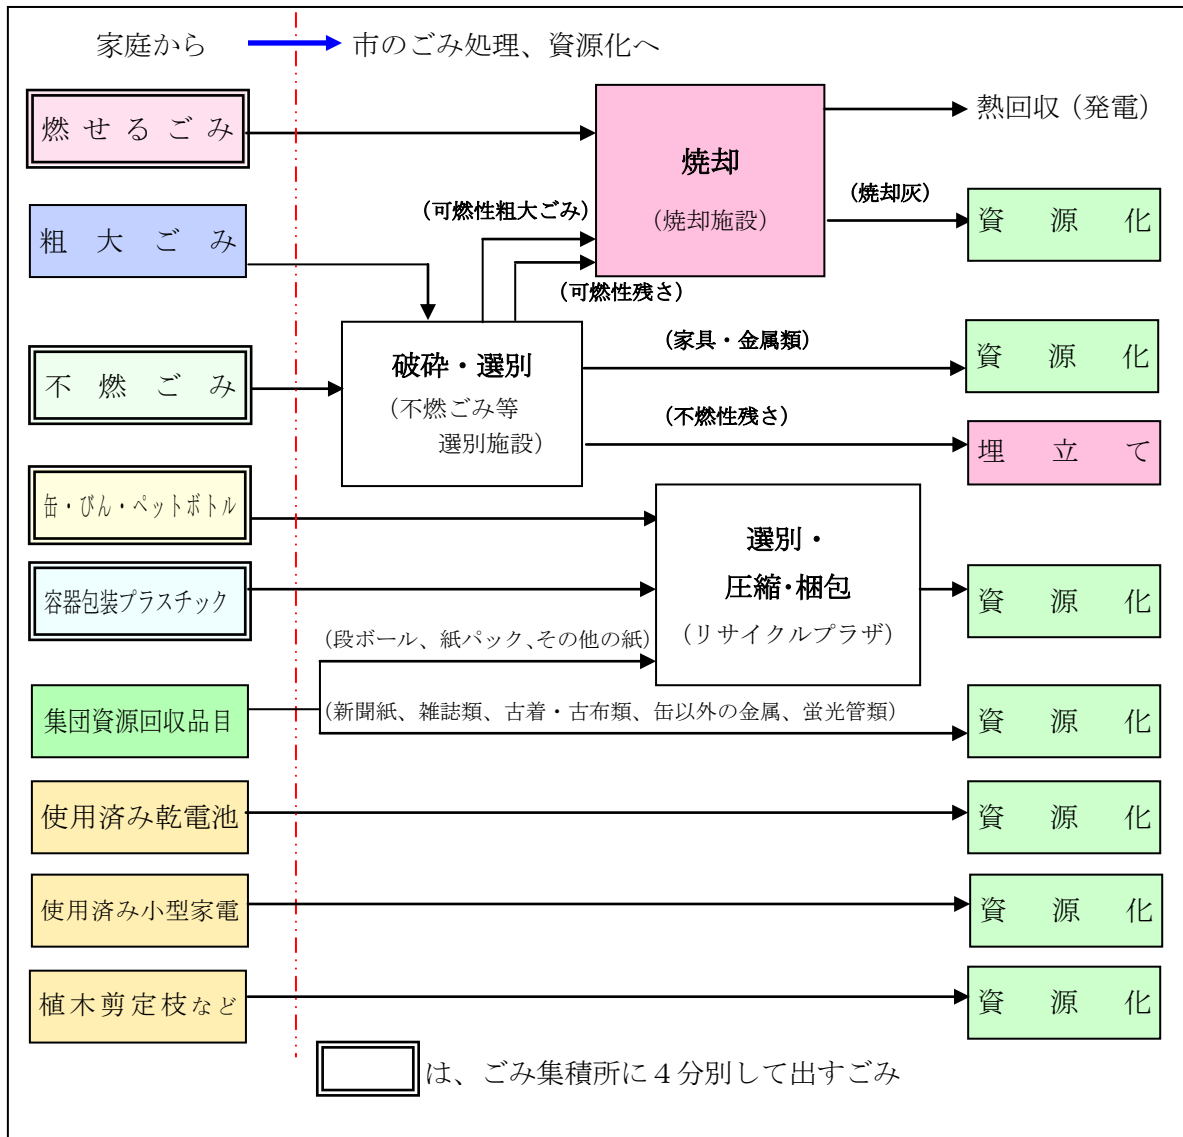 家庭から
市のごみ処理、資源化へ
燃せるごみ
焼却
(焼却施設)
熱回収(発電)
(焼却灰)
資源化
粗大ごみ
(可燃性粗大ごみ)
(可燃性残さ)
不燃ごみ
破砕・選別
(不燃ごみ等
選別施設)
(家具・金属類)
資源化
(不燃性残さ)
埋立て
缶・びん・ペットボトル
選別・
圧縮・梱包
(リサイクルプラザ)
資源化
容器包装プラスチック
(段ボール、紙パック、その他の紙)
集団資源回収品目
(新聞紙、雑誌類、古着・古布類、缶以外の金属、蛍光管類)
資源化
使用済み乾電池
資源化
使用済み小型家電
資源化
植木剪定枝など
資源化
は、ごみ集積所に4分別して出すごみ